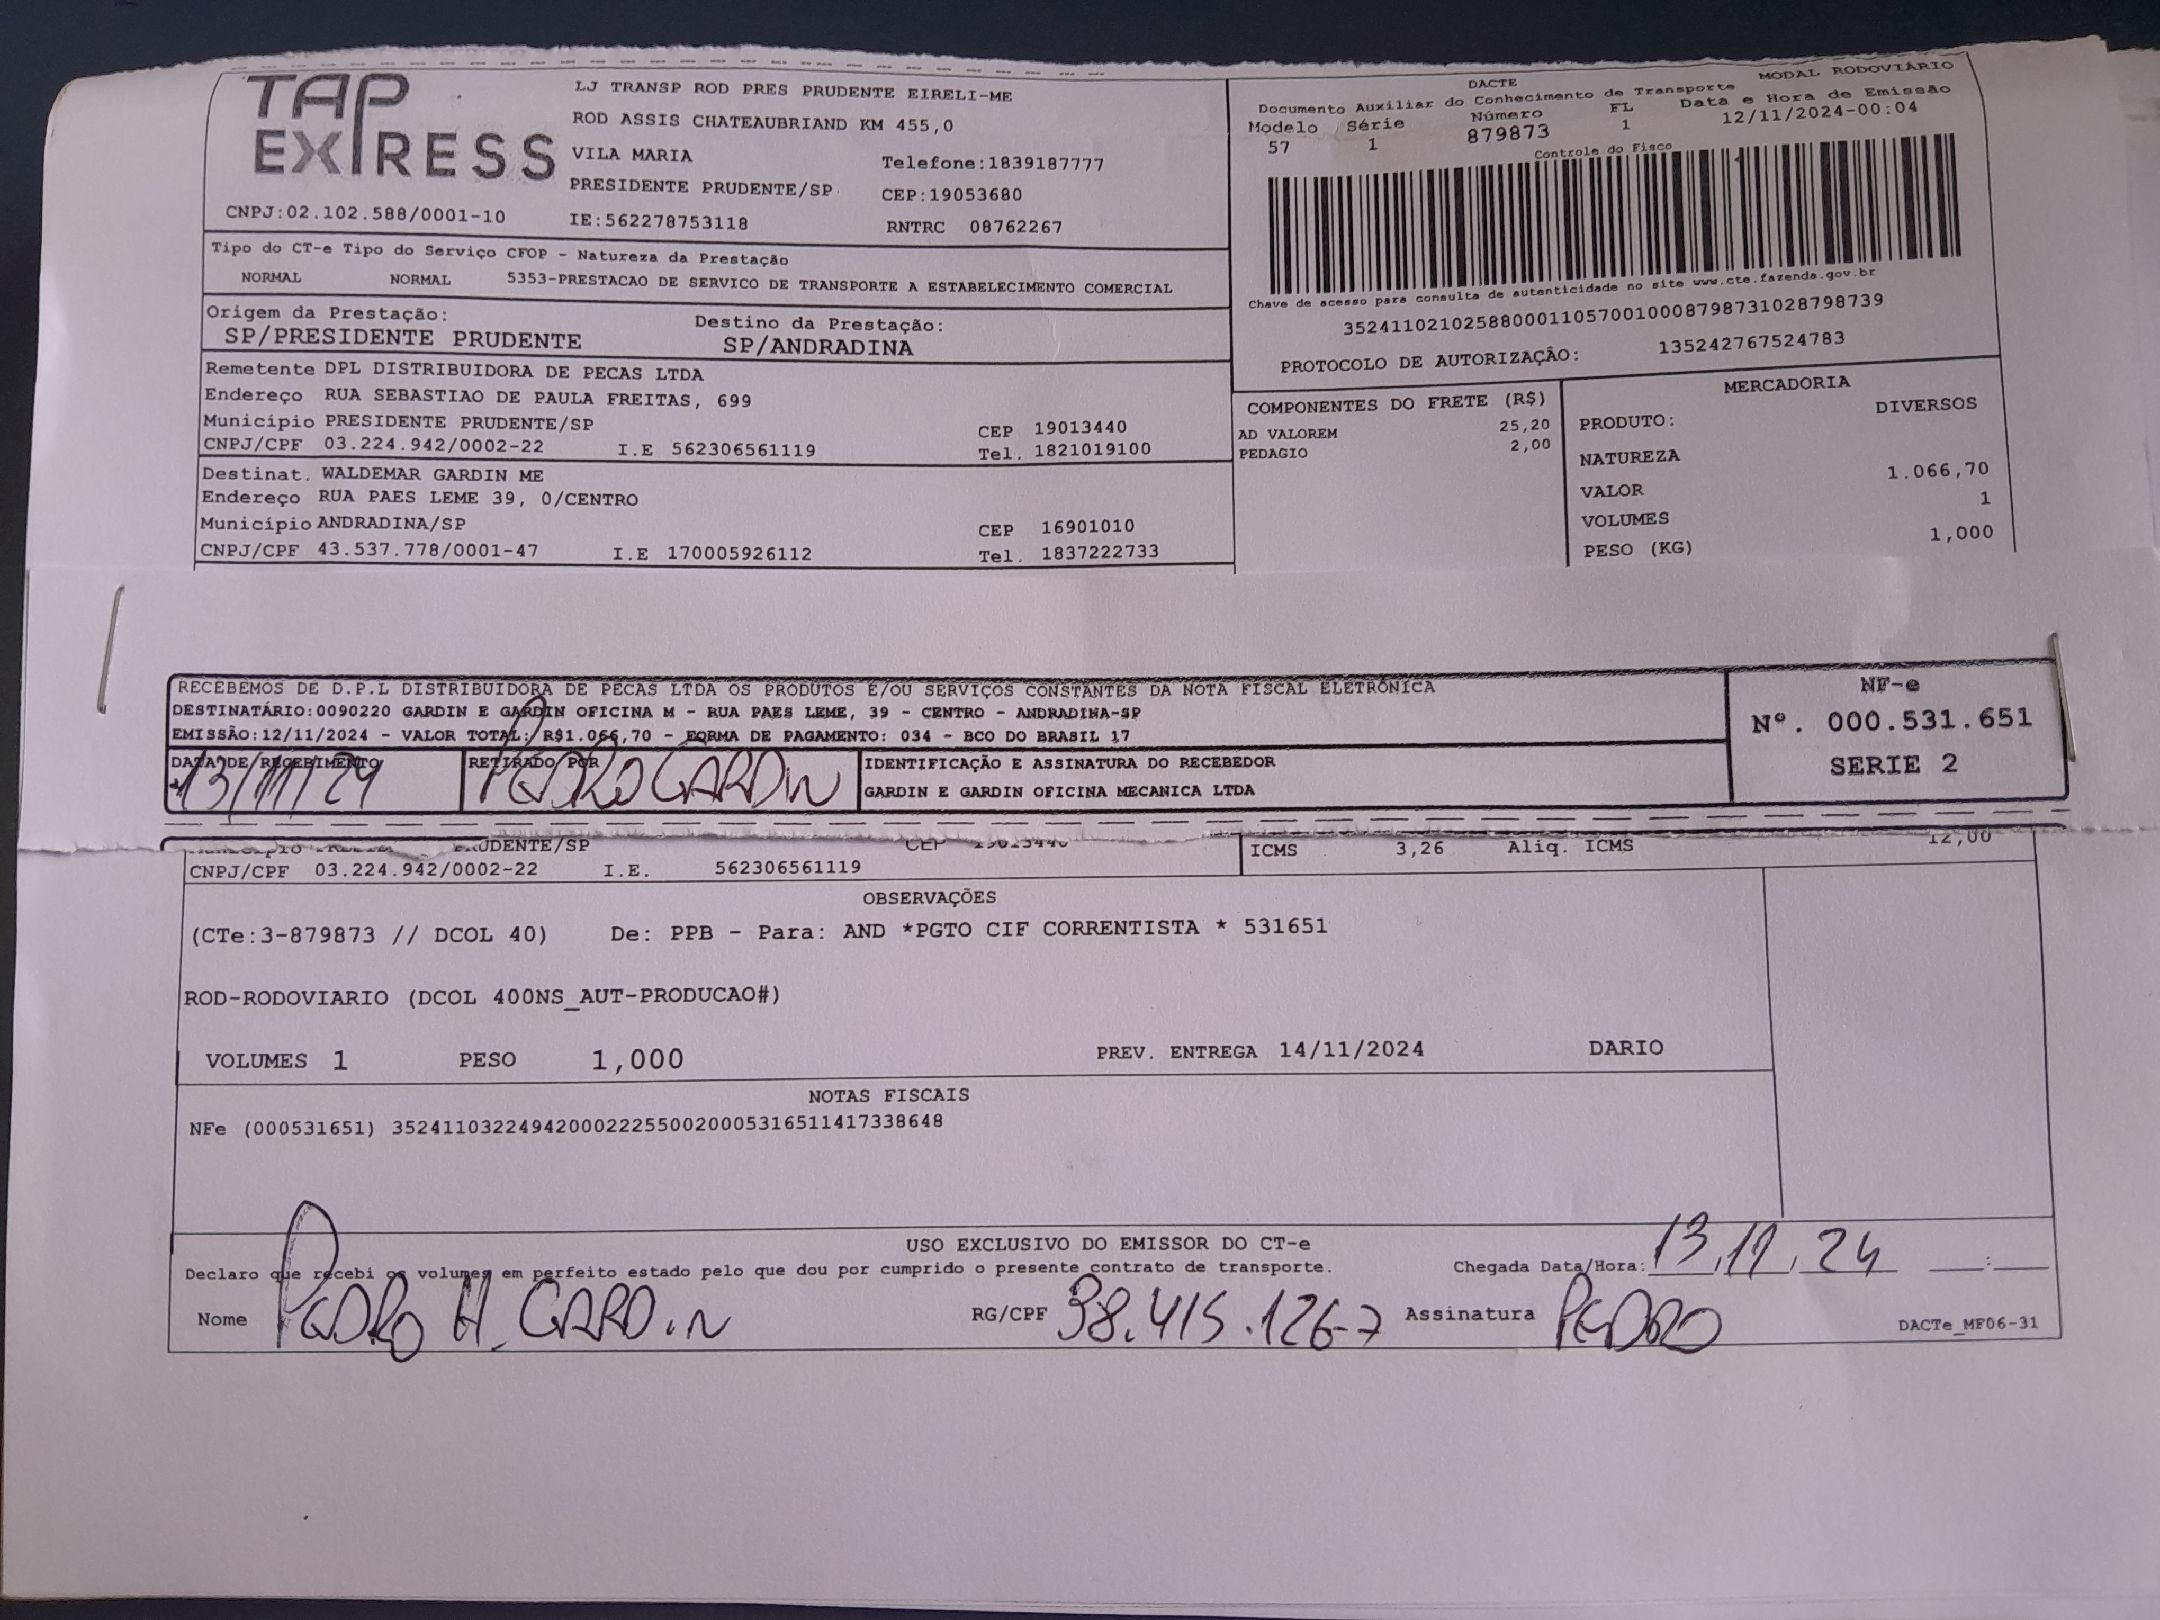 TAP
EXPRESS
LJ TRANSP ROD PRES PRUDENTE EIRELI-ME
ROD ASSIS CHATEAUBRIAND KM 455,0
VILA MARIA Telefone:1839187777
PRESIDENTE PRUDENTE/SP CEP:19053680
CNPJ:02.102.588/0001-10 IE:562278753118 RNTRC 08762267
DACTE MODAL RODOVIÁRIO
Documento Auxiliar do Conhecimento de Transporte
Modelo Série Número FL Data e Hora de Emissão
57 1 879873 1 12/11/2024-00:04
Controle do Fisco
Chave de acesso para consulta de autenticidade no site www.cte.fazenda.gov.br
35241102102588000110570010008798731028798739
PROTOCOLO DE AUTORIZAÇÃO: 135242767524783
Tipo do CT-e Tipo do Serviço CFOP - Natureza da Prestação
NORMAL NORMAL 5353-PRESTACAO DE SERVICO DE TRANSPORTE A ESTABELECIMENTO COMERCIAL
Origem da Prestação: Destino da Prestação:
SP/PRESIDENTE PRUDENTE SP/ANDRADINA
Remetente DPL DISTRIBUIDORA DE PECAS LTDA
Endereço RUA SEBASTIAO DE PAULA FREITAS, 699
Município PRESIDENTE PRUDENTE/SP CEP 19013440
CNPJ/CPF 03.224.942/0002-22 I.E 562306561119 Tel. 1821019100
Destinat. WALDEMAR GARDIN ME
Endereço RUA PAES LEME 39, 0/CENTRO
Município ANDRADINA/SP CEP 16901010
CNPJ/CPF 43.537.778/0001-47 I.E 170005926112 Tel. 1837222733
COMPONENTES DO FRETE (R$)
AD VALOREM 25,20
PEDAGIO 2,00
MERCADORIA
PRODUTO: DIVERSOS
NATUREZA
VALOR 1.066,70
VOLUMES 1
PESO (KG) 1,000
RECEBEMOS DE D.P.L DISTRIBUIDORA DE PECAS LTDA OS PRODUTOS E/OU SERVIÇOS CONSTANTES DA NOTA FISCAL ELETRÔNICA
DESTINATÁRIO:0090220 GARDIN E GARDIN OFICINA M - RUA PAES LEME, 39 - CENTRO - ANDRADINA-SP
EMISSÃO:12/11/2024 - VALOR TOTAL: R$1.066,70 - FORMA DE PAGAMENTO: 034 - BCO DO BRASIL 17
NF-e
Nº. 000.531.651
SERIE 2
DATA DE RECEBIMENTO RETIRADO POR IDENTIFICAÇÃO E ASSINATURA DO RECEBEDOR
13/11/24 PEDRO GARDIN GARDIN E GARDIN OFICINA MECANICA LTDA
PRUDENTE/SP CEP 19013440
ICMS 3,26 Aliq. ICMS 12,00
CNPJ/CPF 03.224.942/0002-22 I.E. 562306561119
OBSERVAÇÕES
(CTe:3-879873 // DCOL 40) De: PPB - Para: AND *PGTO CIF CORRENTISTA * 531651
ROD-RODOVIARIO (DCOL 400NS_AUT-PRODUCAO#)
VOLUMES 1 PESO 1,000 PREV. ENTREGA 14/11/2024 DARIO
NOTAS FISCAIS
NFe (000531651) 35241103224942000222550020005316511417338648
USO EXCLUSIVO DO EMISSOR DO CT-e
Declaro que recebi os volumes em perfeito estado pelo que dou por cumprido o presente contrato de transporte. Chegada Data/Hora: 13,11,24 :
Nome PEDRO H. GARDIN RG/CPF 38.415.126-7 Assinatura PEDRO DACTe_MF06-31